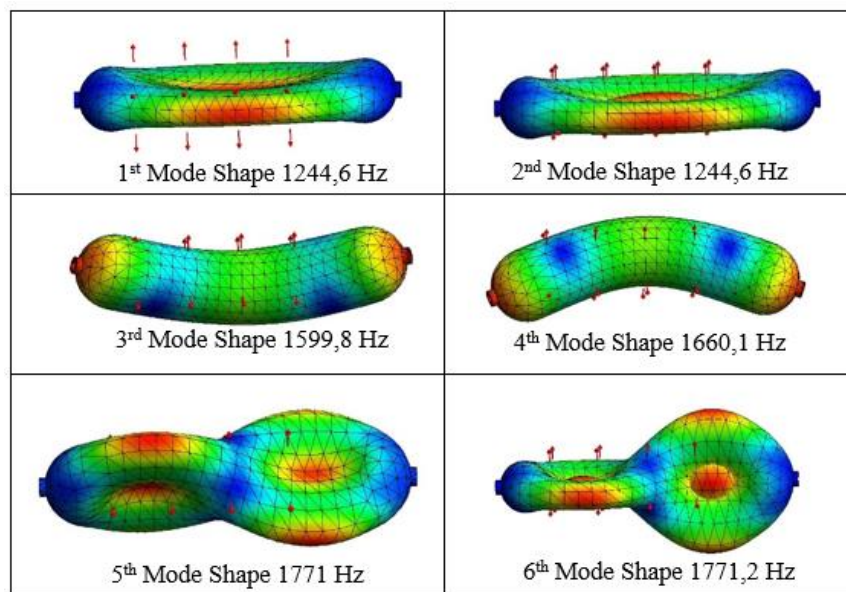 1st Mode Shape 1244,6 Hz
2nd Mode Shape 1244,6 Hz
3rd Mode Shape 1599,8 Hz
4th Mode Shape 1660,1 Hz
5th Mode Shape 1771 Hz
6th Mode Shape 1771,2 Hz